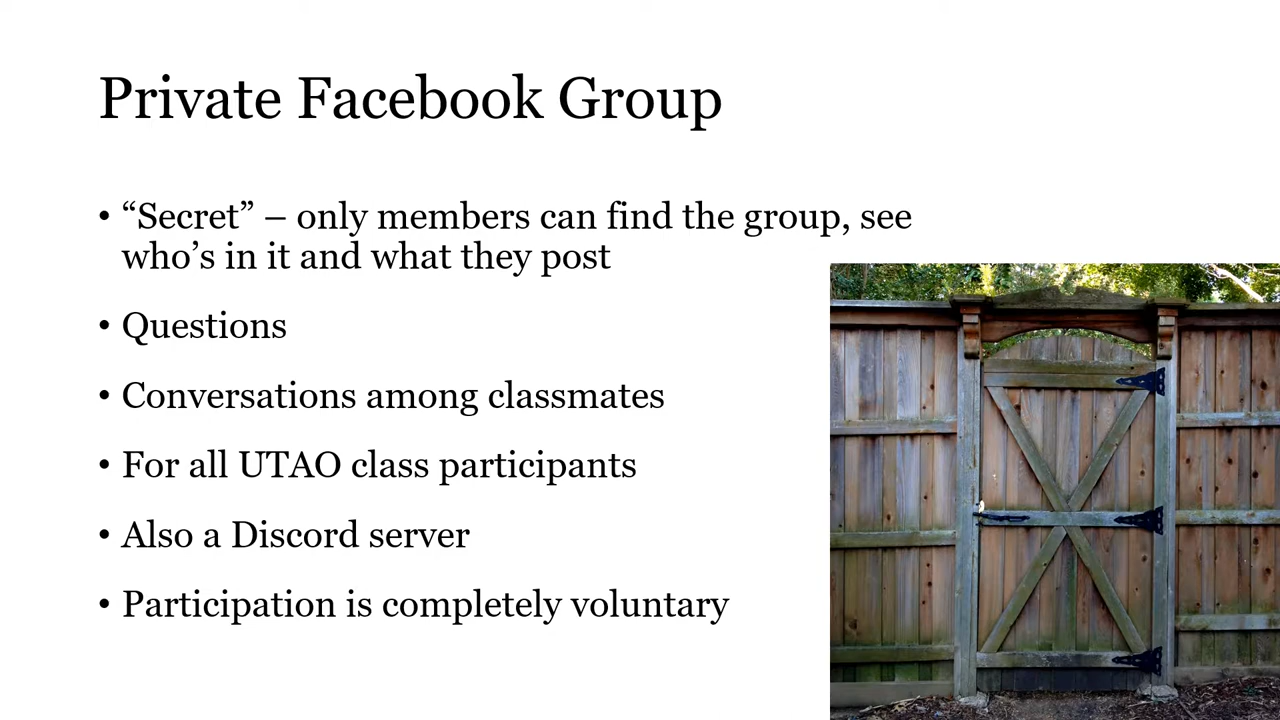 Private Facebook Group
• “Secret” – only members can find the group, see
who’s in it and what they post
• Questions
• Conversations among classmates
• For all UTAO class participants
• Also a Discord server
• Participation is completely voluntary